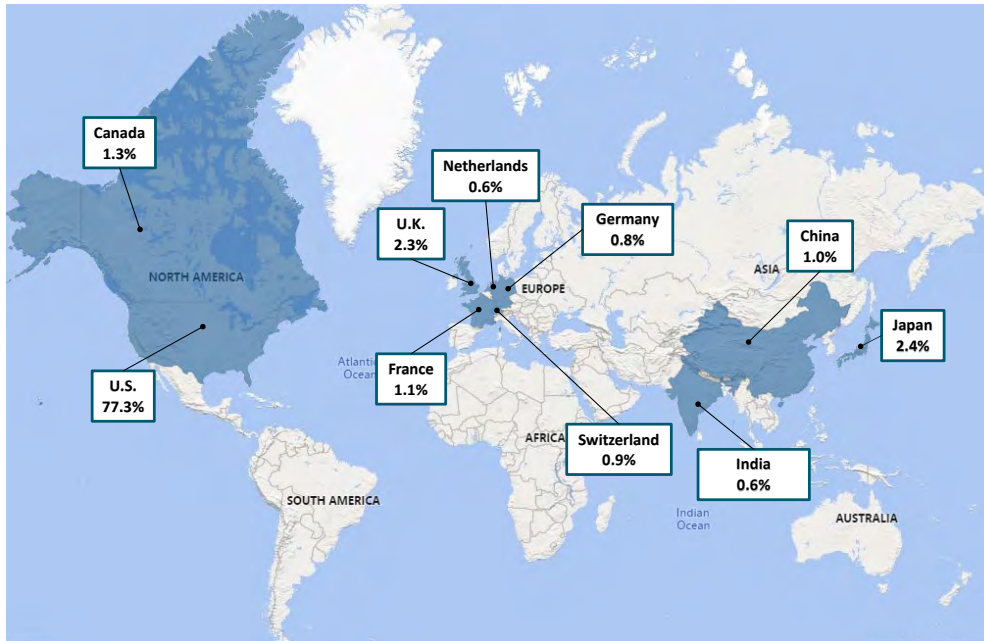 Canada
1.3%
Netherlands
0.6%
U.K.
2.3%
Germany
0.8%
China
1.0%
ASIA
NORTH AMERICA
EUROPE
Japan
2.4%
Atlantic
Ocean
France
1.1%
U.S.
77.3%
AFRICA
Switzerland
0.9%
India
0.6%
SOUTH AMERICA
Indian
Ocean
AUSTRALIA